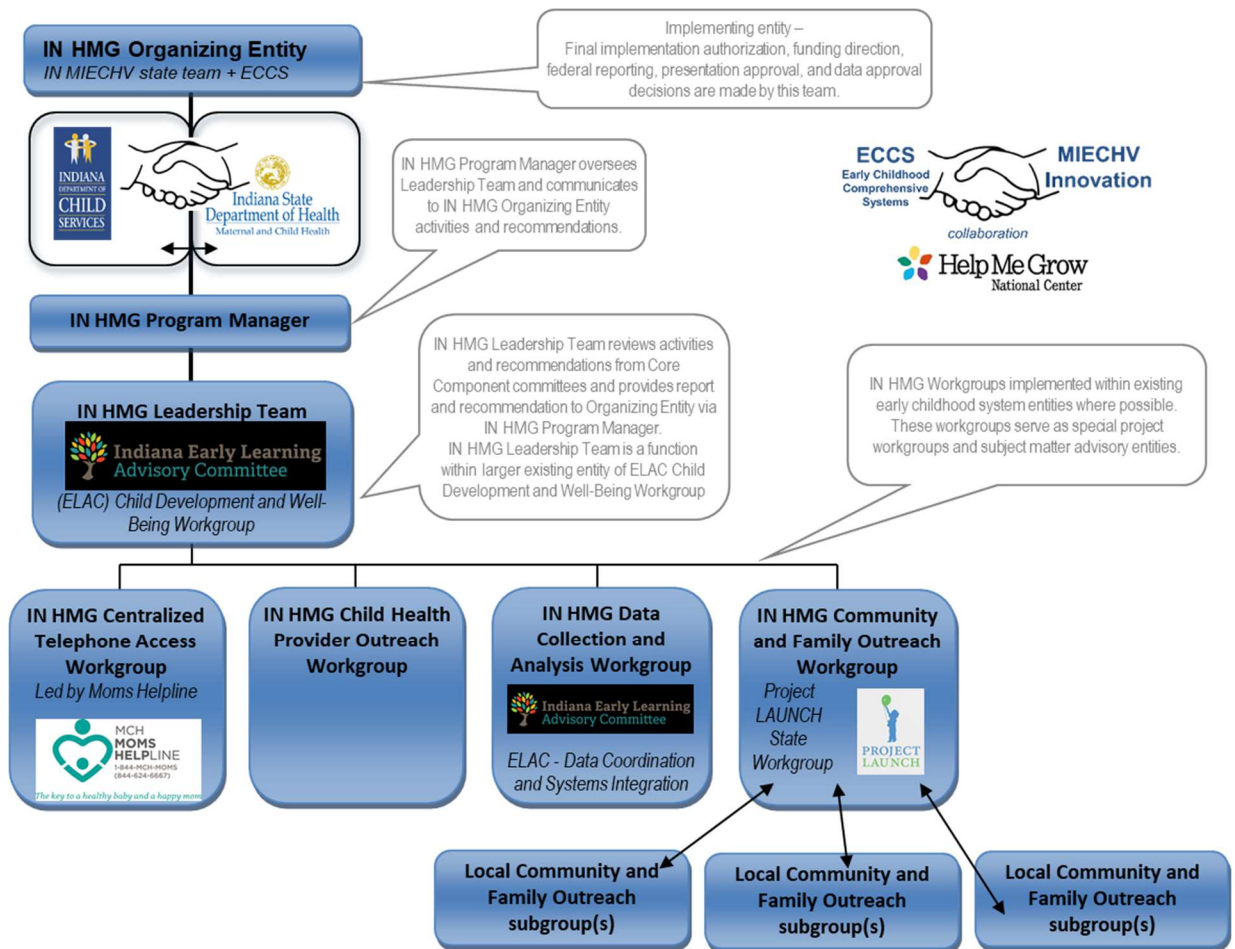 IN HMG Organizing Entity
IN MIECHV state team + ECCS
Implementing entity –
Final implementation authorization, funding direction,
federal reporting, presentation approval, and data approval
decisions are made by this team.
INDIANA
DEPARTMENT OF
CHILD
SERVICES
Indiana State
Department of Health
Maternal and Child Health
IN HMG Program Manager oversees
Leadership Team and communicates
to IN HMG Organizing Entity
activities and recommendations.
ECCS
Early Childhood
Comprehensive
Systems
MIECHV
Innovation
collaboration
Help Me Grow
National Center
IN HMG Program Manager
IN HMG Leadership Team reviews activities
and recommendations from Core
Component committees and provides report
and recommendation to Organizing Entity via
IN HMG Program Manager.
IN HMG Leadership Team is a function
within larger existing entity of ELAC Child
Development and Well-Being Workgroup
IN HMG Workgroups implemented within existing
early childhood system entities where possible.
These workgroups serve as special project
workgroups and subject matter advisory entities.
IN HMG Leadership Team
Indiana Early Learning
Advisory Committee
(ELAC) Child Development and Well-
Being Workgroup
IN HMG Centralized
Telephone Access
Workgroup
Led by Moms Helpline
MCH
MOMS
HELPLINE
1-844-MCH-MOMS
(844-624-6667)
The key to a healthy baby and a happy mom
IN HMG Child Health
Provider Outreach
Workgroup
IN HMG Data
Collection and
Analysis Workgroup
Indiana Early Learning
Advisory Committee
ELAC - Data Coordination
and Systems Integration
IN HMG Community
and Family Outreach
Workgroup
Project
LAUNCH
State
Workgroup
PROJECT
LAUNCH
Local Community and
Family Outreach
subgroup(s)
Local Community and
Family Outreach
subgroup(s)
Local Community and
Family Outreach
subgroup(s)